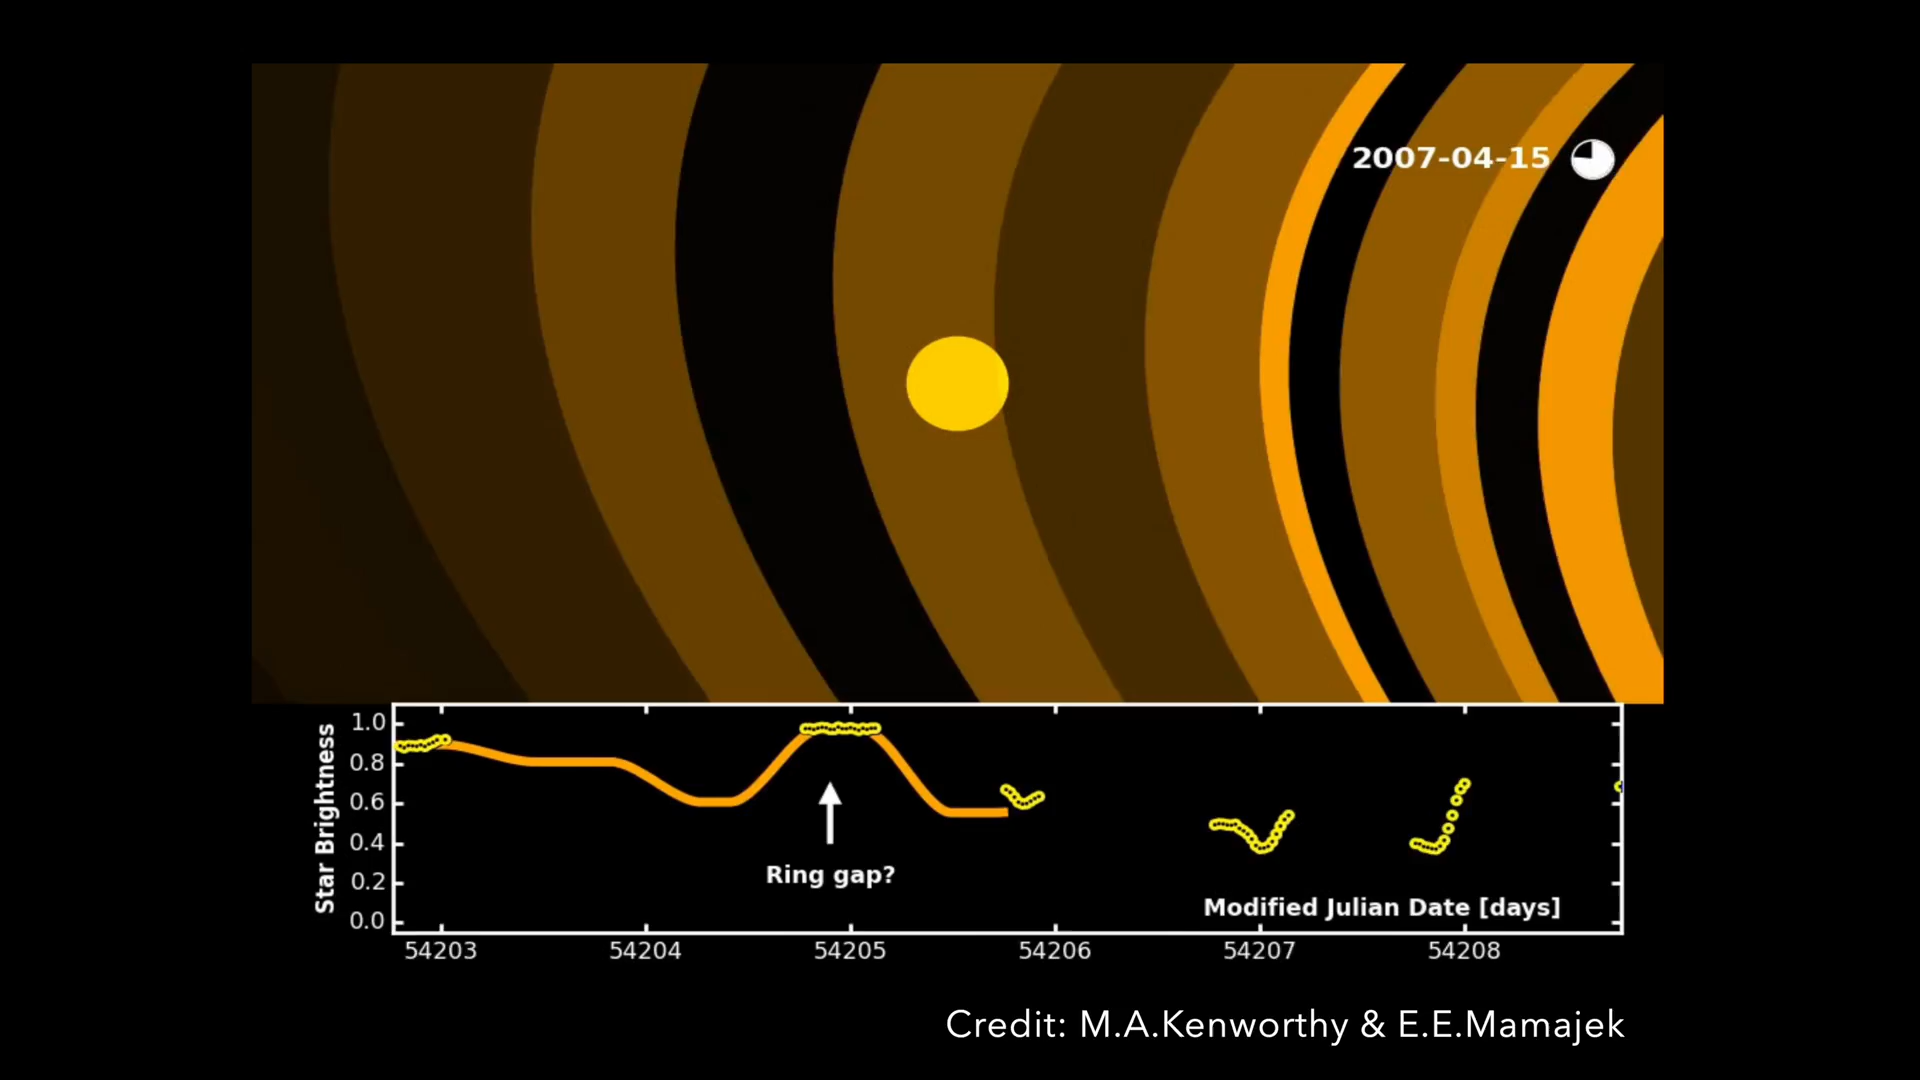 2007-04-15
Star Brightness
1.0
0.8
0.6
0.4
0.2
0.0
Ring gap?
Modified Julian Date [days]
54203 54204 54205 54206 54207 54208
Credit: M.A.Kenworthy & E.E.Mamajek